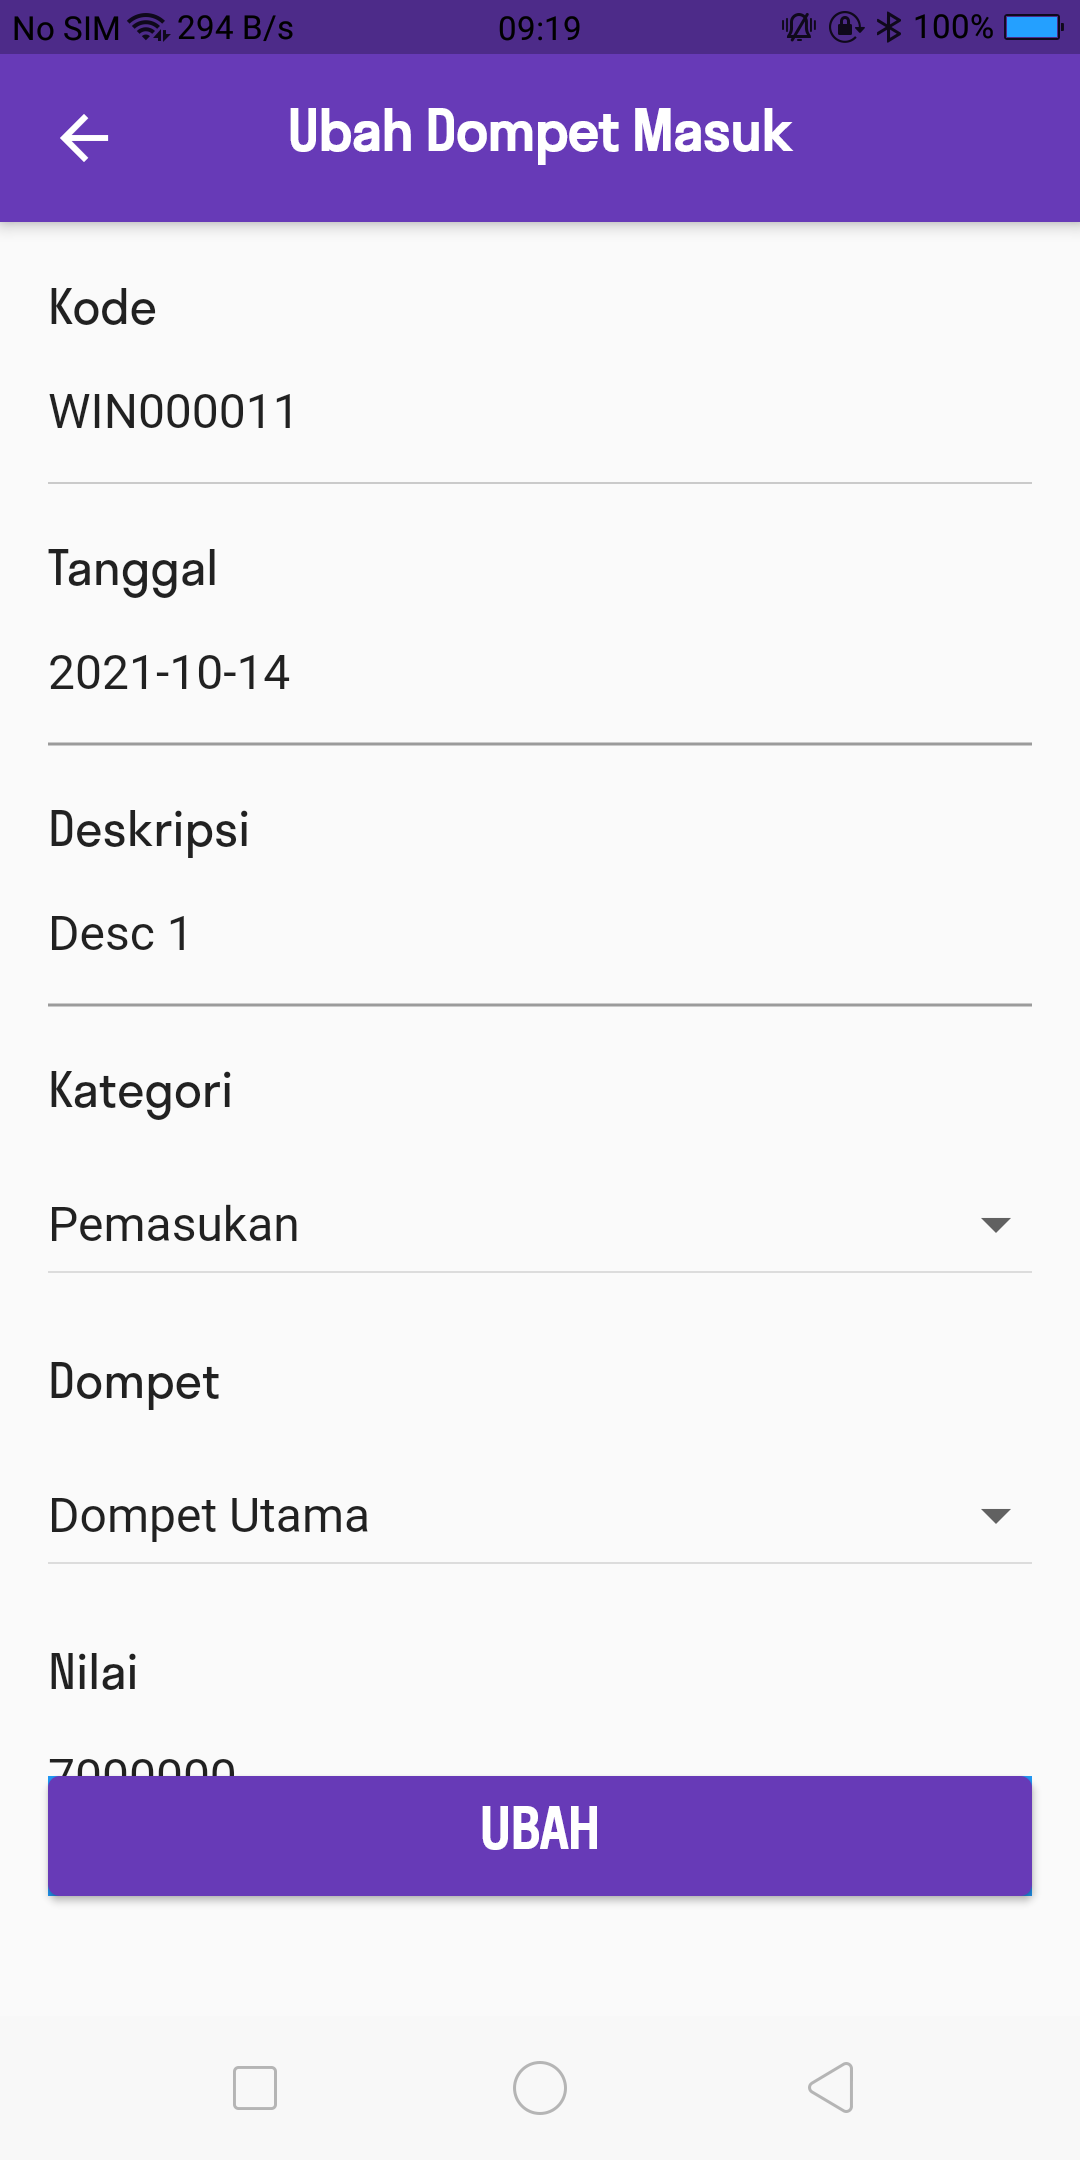 No SIM 294 B/s 09:19 100%
Ubah Dompet Masuk
Kode
WIN000011
Tanggal
2021-10-14
Deskripsi
Desc 1
Kategori
Pemasukan
Dompet
Dompet Utama
Nilai
7000000
UBAH